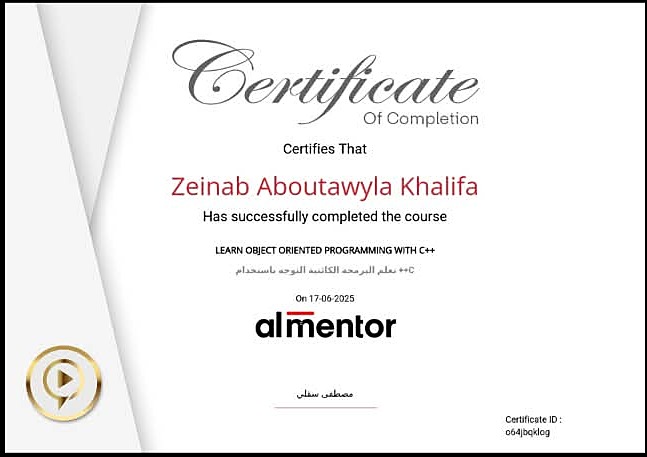 Certificate
Of Completion
Certifies That
Zeinab Aboutawyla Khalifa
Has successfully completed the course
LEARN OBJECT ORIENTED PROGRAMMING WITH C++
تعلم البرمجة الكائنية التوجه باستخدام ++C
On 17-06-2025
almentor
مصطفى سقلي
Certificate ID :
o64jbqklog